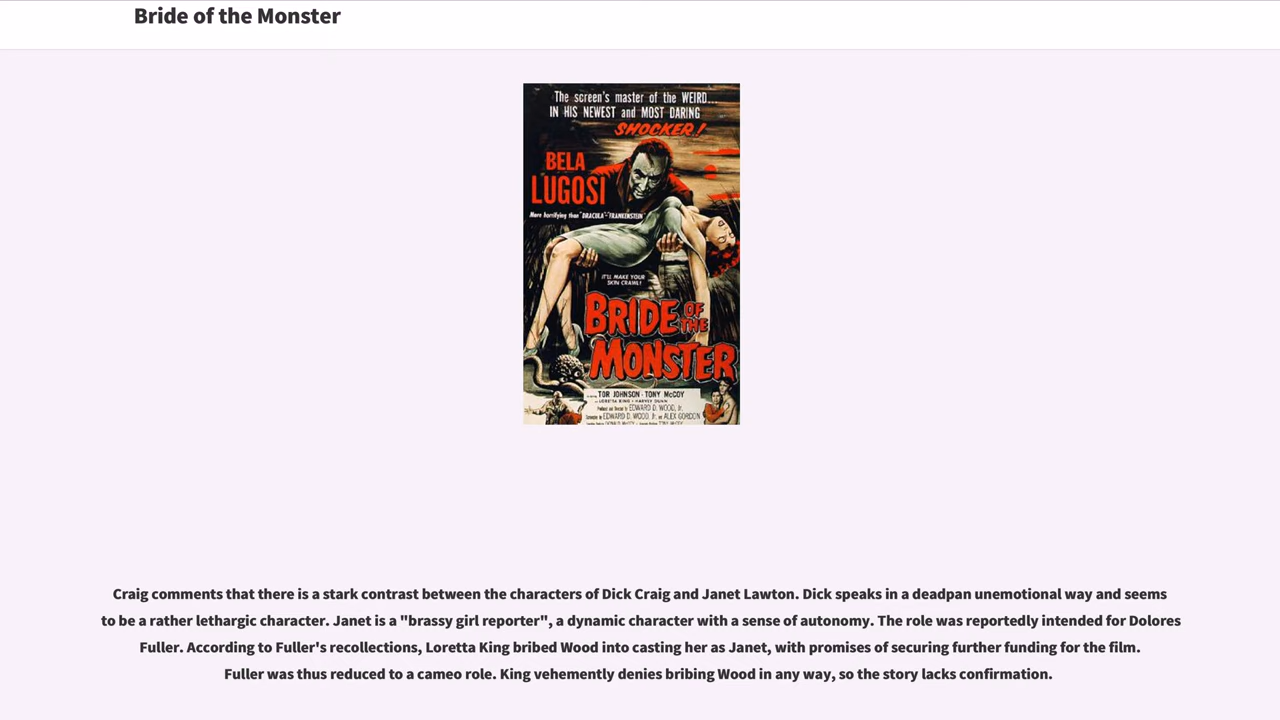 Bride of the Monster
The screen's master of the WEIRD...
IN HIS NEWEST and MOST DARING
SHOCKER!
BELA
LUGOSI
More horrifying than "DRACULA"-"FRANKENSTEIN"
IT'LL MAKE YOUR
SKIN CRAWL!
BRIDE OF THE
MONSTER
TOR JOHNSON · TONY McCOY
LORETTA KING · HARVEY DUNN
Produced and Directed by EDWARD D. WOOD, Jr.
EDWARD D. WOOD, Jr. and ALEX GORDON
Craig comments that there is a stark contrast between the characters of Dick Craig and Janet Lawton. Dick speaks in a deadpan unemotional way and seems
to be a rather lethargic character. Janet is a "brassy girl reporter", a dynamic character with a sense of autonomy. The role was reportedly intended for Dolores
Fuller. According to Fuller's recollections, Loretta King bribed Wood into casting her as Janet, with promises of securing further funding for the film.
Fuller was thus reduced to a cameo role. King vehemently denies bribing Wood in any way, so the story lacks confirmation.